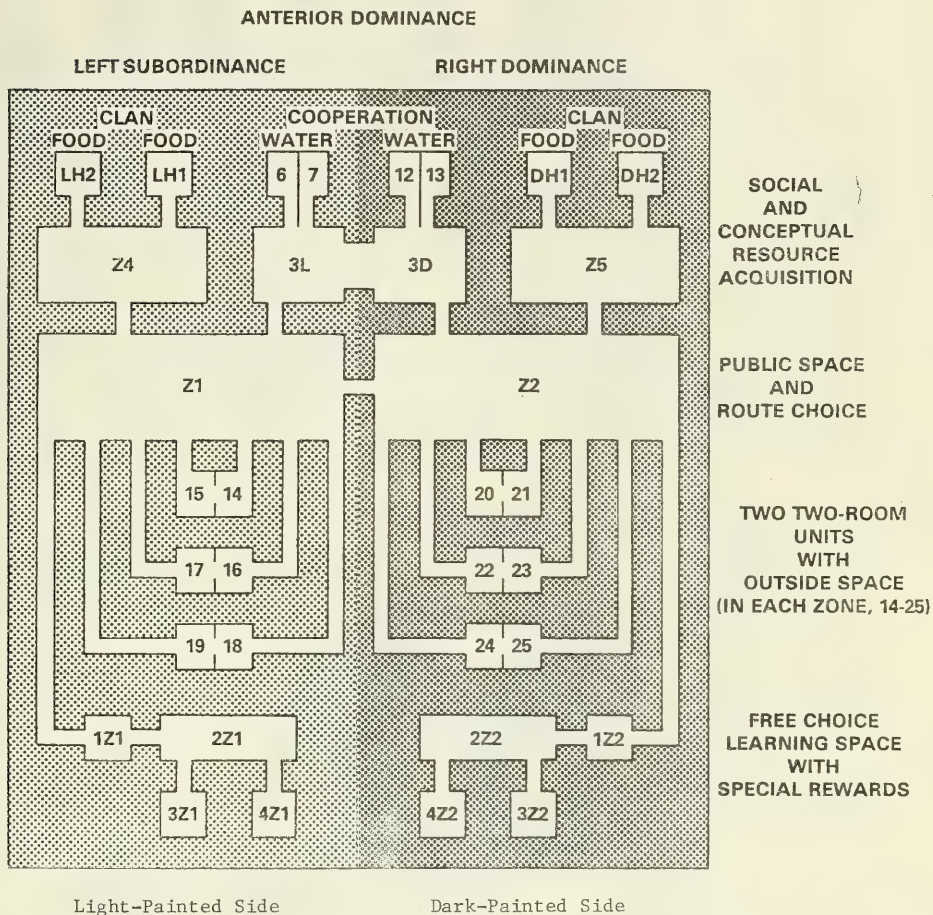 ANTERIOR DOMINANCE
LEFT SUBORDINANCE RIGHT DOMINANCE
CLAN COOPERATION CLAN
FOOD FOOD WATER WATER FOOD FOOD
LH2 LH1 6 7 12 13 DH1 DH2
SOCIAL
AND
CONCEPTUAL
RESOURCE
ACQUISITION
Z4 3L 3D Z5
Z1 Z2
PUBLIC SPACE
AND
ROUTE CHOICE
15 14 20 21
17 16 22 23
19 18 24 25
TWO TWO-ROOM
UNITS
WITH
OUTSIDE SPACE
(IN EACH ZONE, 14-25)
1Z1 2Z1 2Z2 1Z2
3Z1 4Z1 4Z2 3Z2
FREE CHOICE
LEARNING SPACE
WITH
SPECIAL REWARDS
Light-Painted Side Dark-Painted Side